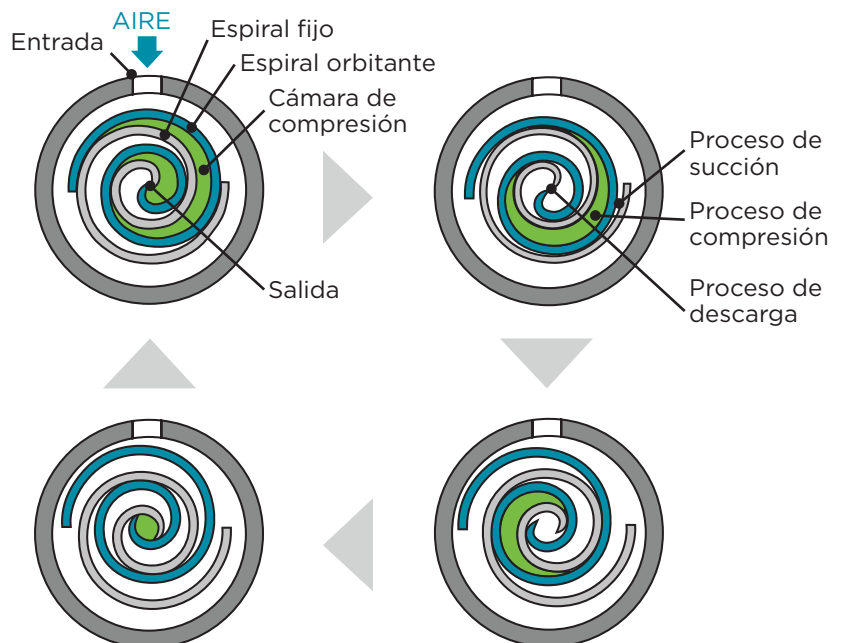 AIRE
Entrada
Espiral fijo
Espiral orbitante
Cámara de
compresión
Salida
Proceso de
succión
Proceso de
compresión
Proceso de
descarga